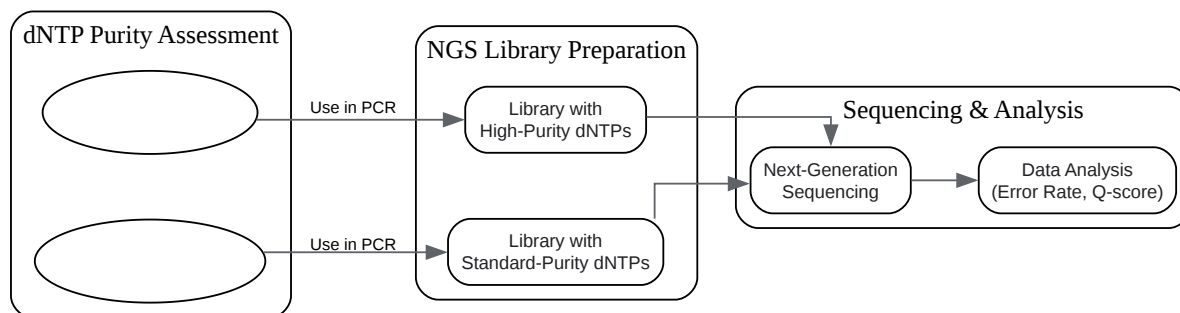 dNTP Purity Assessment
Use in PCR
Use in PCR
NGS Library Preparation
Library with
High-Purity dNTPs
Library with
Standard-Purity dNTPs
Sequencing & Analysis
Next-Generation
Sequencing
Data Analysis
(Error Rate, Q-score)